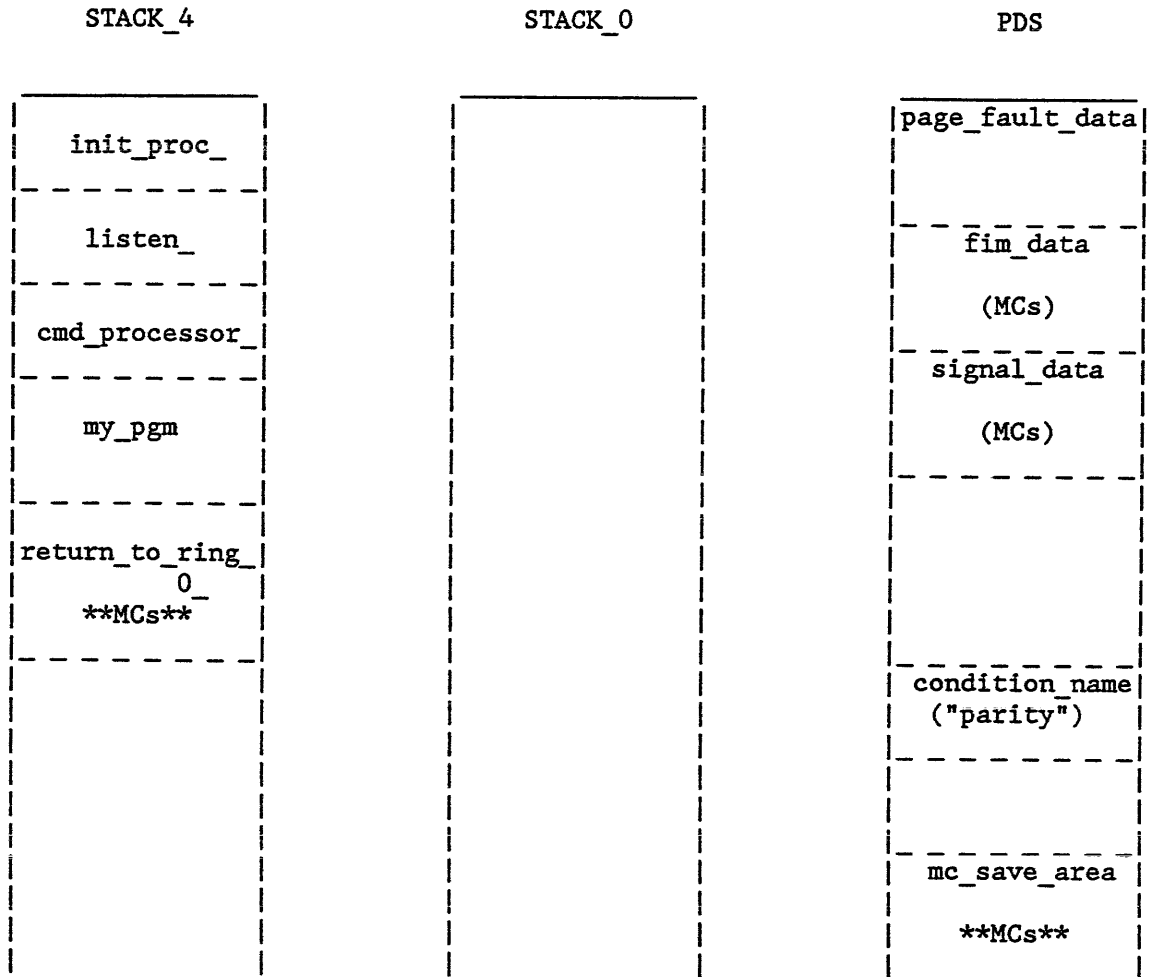 STACK_4 STACK_0 PDS
init_proc_
listen_
cmd_processor_
my_pgm
return_to_ring_
0_
**MCs**
page_fault_data
fim_data
(MCs)
signal_data
(MCs)
condition_name
("parity")
mc_save_area
**MCs**